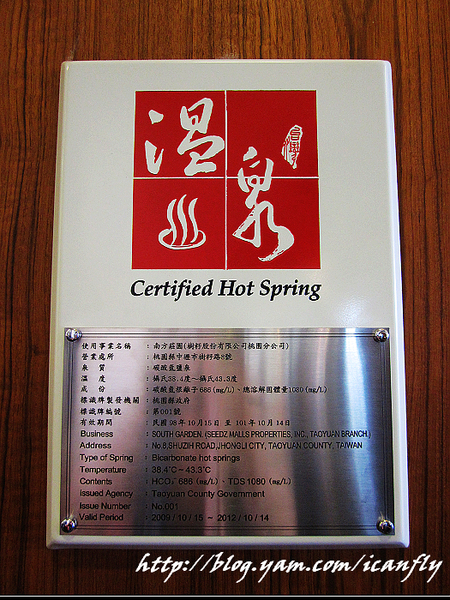 溫泉
Certified Hot Spring
使用事業名稱 : 南方莊園(樹籽股份有限公司桃園分公司)
營業處所 : 桃園縣中壢市樹籽路8號
泉質 : 碳酸氫鹽泉
溫度 : 攝氏38.4度~攝氏43.3度
成份 : 碳酸氫根離子686(mg/L)、總溶解固體量1080(mg/L)
標識牌製發機關 : 桃園縣政府
標識牌編號 : 第001號
有效期間 : 民國98年10月15日 至 101年10月14日
Business : SOUTH GARDEN, (SEEDZ MALLS PROPERTIES, INC., TAOYUAN BRANCH.)
Address : No.8,SHUZIH ROAD,JHONGLI CITY, TAOYUAN COUNTY, TAIWAN
Type of Spring : Bicarbonate hot springs
Temperature : 38.4℃~43.3℃
Contents : HCO₃⁻ 686 (mg/L)、TDS 1080 (mg/L)
Issued Agency : Taoyuan County Government
Issue Number : No.001
Valid Period : 2009 / 10 / 15 ~ 2012 / 10 / 14
http://blog.yam.com/icanfly